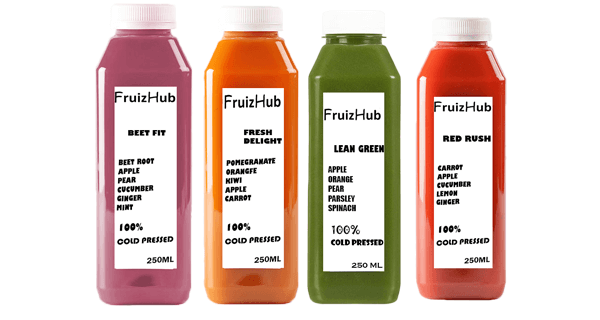 FruizHub
BEET FIT
BEET ROOT
APPLE
PEAR
CUCUMBER
GINGER
MINT
100%
COLD PRESSED
250ML
FruizHub
FRESH
DELIGHT
POMEGRANATE
ORANGFE
KIWI
APPLE
CARROT
100%
COLD PRESSED
250ML
FruizHub
LEAN GREEN
APPLE
ORANGE
PEAR
PARSLEY
SPINACH
100%
COLD PRESSED
250 ML
FruizHub
RED RUSH
CARROT
APPLE
CUCUMBER
LEMON
GINGER
100%
COLD PRESSED
250ML